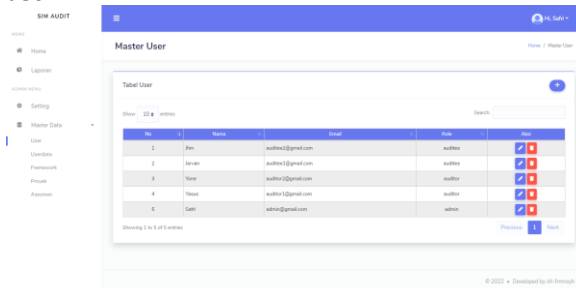 SIM AUDIT
Hi, Safri
MENU
Home
Laporan
ADMIN MENU
Setting
Master Data
User
Userdata
Framework
Proyek
Assesmen
Master User
Home / Master User
Tabel User
Show 10 entries
Search:
No Nama Email Role Aksi
1 Jhin auditee2@gmail.com auditee
2 Jarvan auditee1@gmail.com auditee
3 Yone auditor2@gmail.com auditor
4 Yasuo auditor1@gmail.com auditor
5 Safri admin@gmail.com admin
Showing 1 to 5 of 5 entries
Previous 1 Next
© 2022 • Developed by